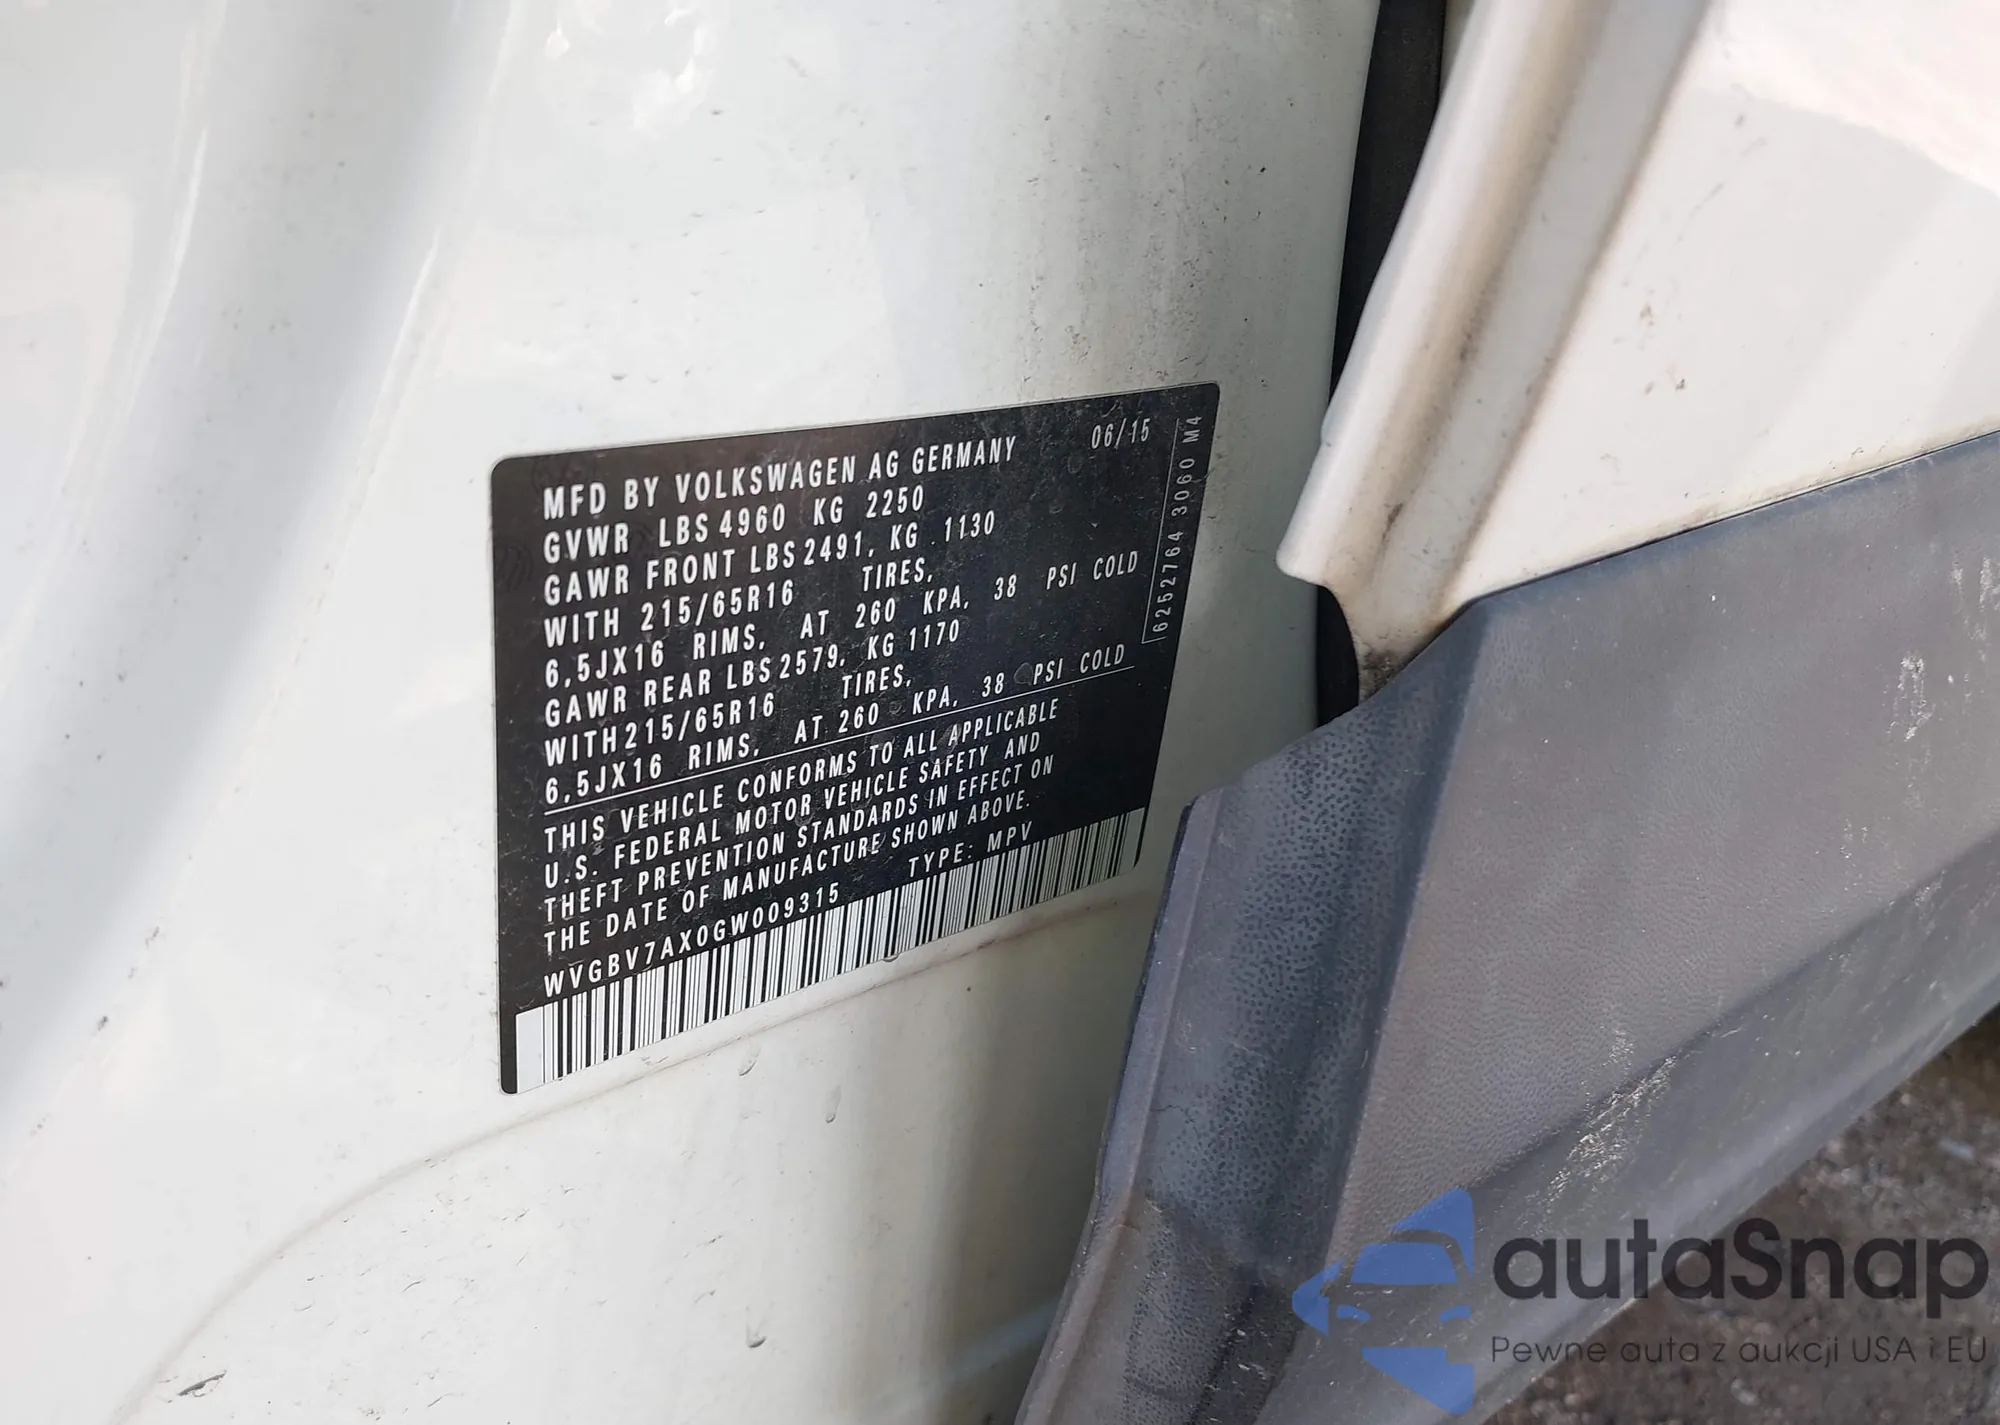 MFD BY VOLKSWAGEN AG GERMANY 06/15
GVWR LBS 4960 KG 2250
GAWR FRONT LBS 2491, KG 1130
WITH 215/65R16 TIRES,
6,5JX16 RIMS, AT 260 KPA, 38 PSI COLD
GAWR REAR LBS 2579, KG 1170
WITH 215/65R16 TIRES,
6,5JX16 RIMS, AT 260 KPA, 38 PSI COLD
THIS VEHICLE CONFORMS TO ALL APPLICABLE
U.S. FEDERAL MOTOR VEHICLE SAFETY AND
THEFT PREVENTION STANDARDS IN EFFECT ON
THE DATE OF MANUFACTURE SHOWN ABOVE.
WVGBV7AX0GW009315 TYPE: MPV
6252764 3060 M4
autaSnap
Pewne auta z aukcji USA i EU